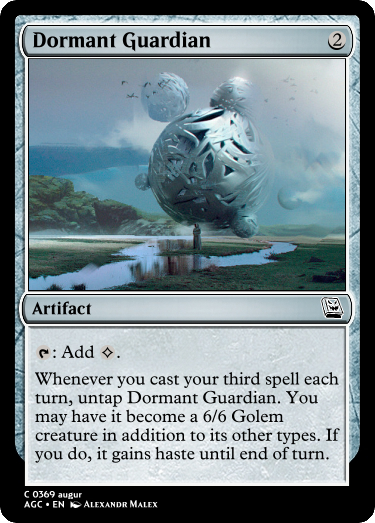 Dormant Guardian 2
Artifact
: Add .
Whenever you cast your third spell each
turn, untap Dormant Guardian. You
may have it become a 6/6 Golem
creature in addition to its other types. If
you do, it gains haste until end of turn.
C 0369 augur
AGC • EN Alexandr Malex